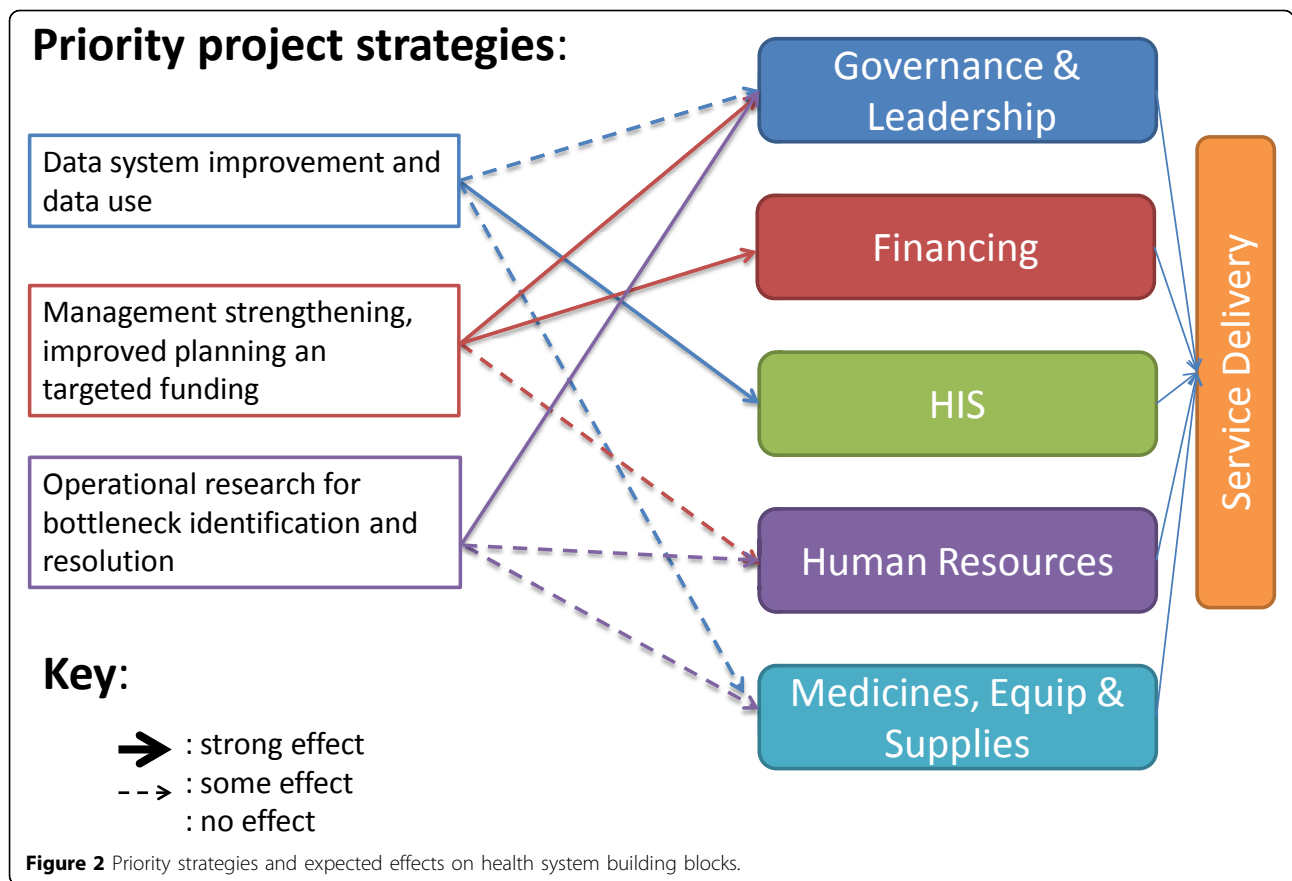 Priority project strategies:
Data system improvement and
data use
Management strengthening,
improved planning an
targeted funding
Operational research for
bottleneck identification and
resolution
Governance &
Leadership
Financing
HIS
Human Resources
Medicines, Equip &
Supplies
Service Delivery
Key:
: strong effect
: some effect
: no effect
Figure 2 Priority strategies and expected effects on health system building blocks.